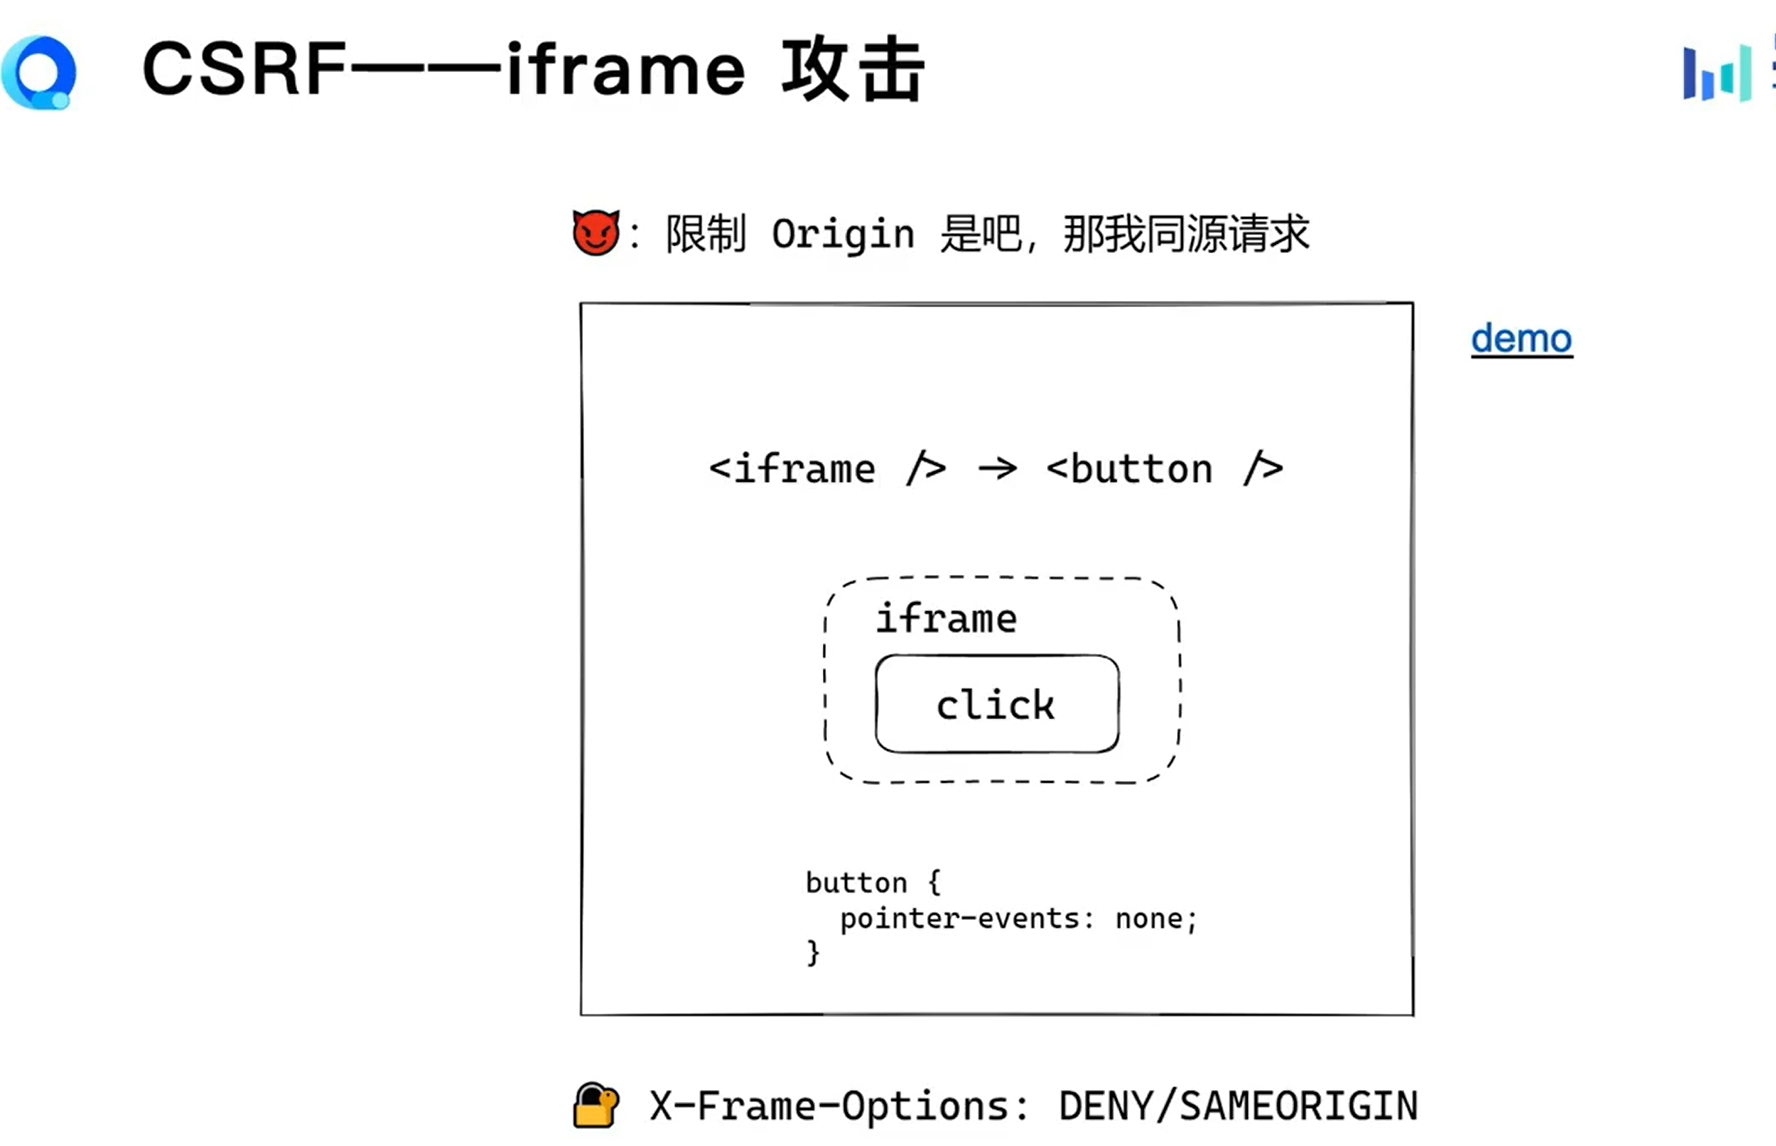 CSRF——iframe 攻击
😈: 限制 Origin 是吧，那我同源请求
demo
<iframe /> → <button />
iframe
click
button {
  pointer-events: none;
}
🔐 X-Frame-Options: DENY/SAMEORIGIN